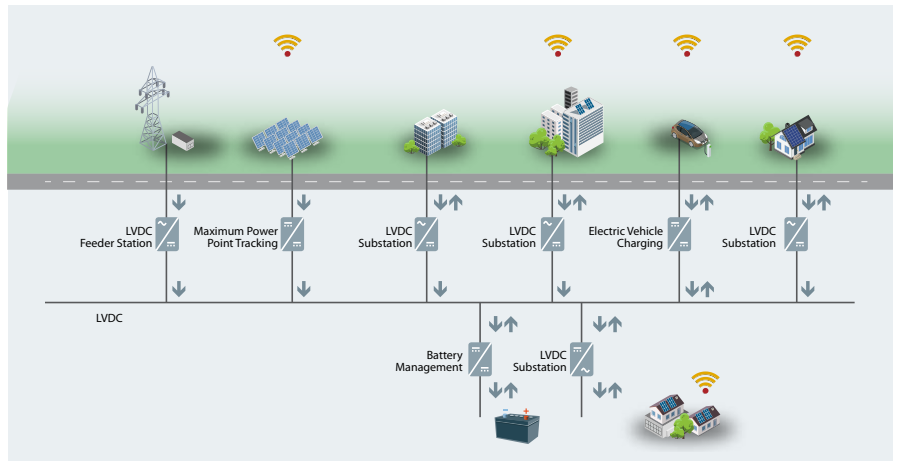 LVDC
Feeder Station
Maximum Power
Point Tracking
LVDC
Substation
LVDC
Substation
Electric Vehicle
Charging
LVDC
Substation
LVDC
Battery
Management
LVDC
Substation